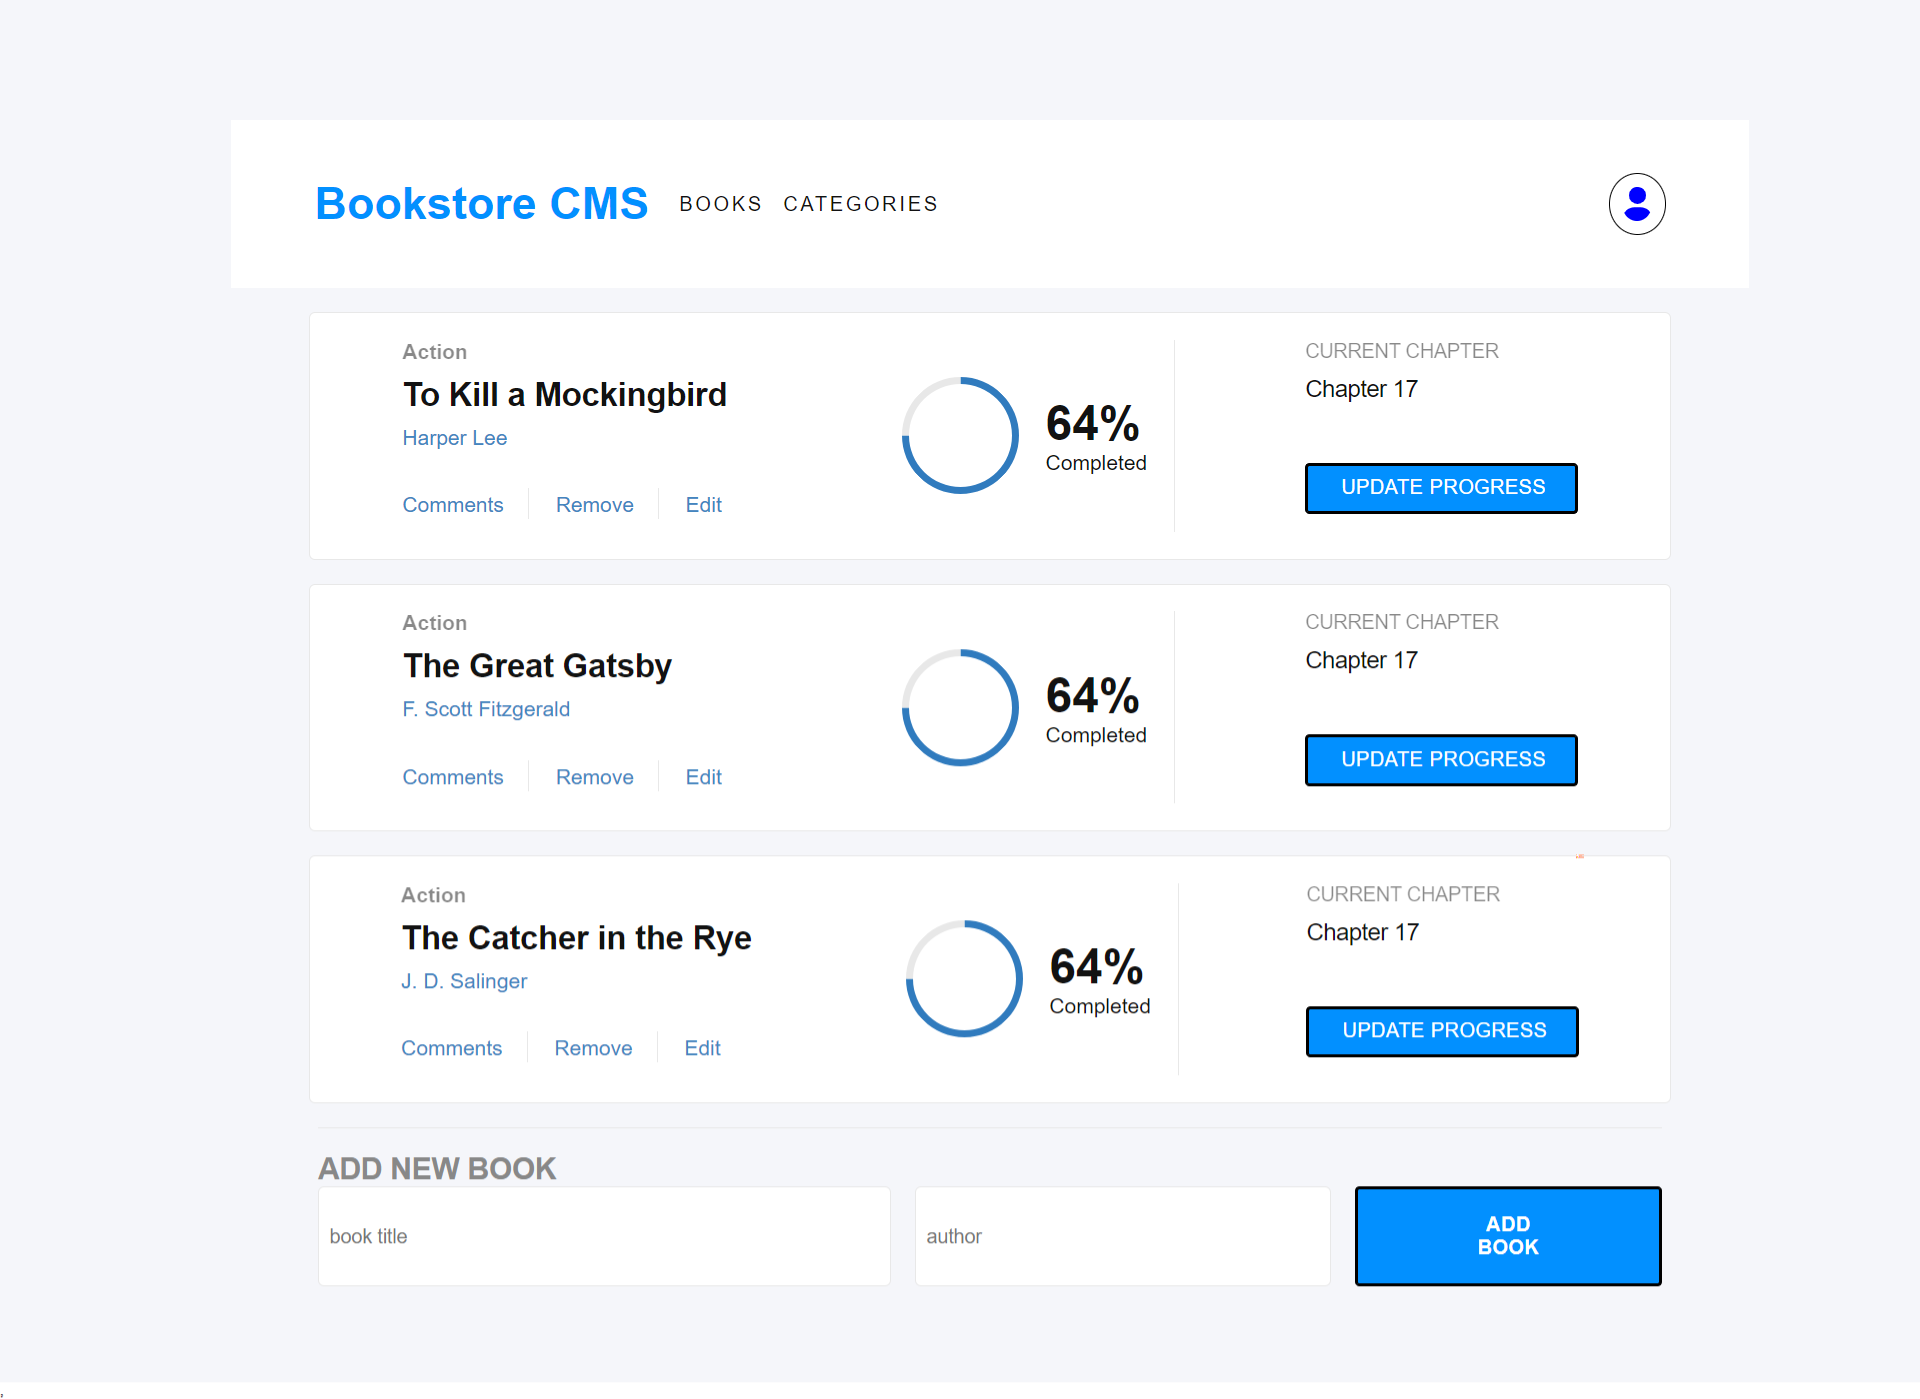 Bookstore CMS BOOKS CATEGORIES
Action
To Kill a Mockingbird
Harper Lee
Comments Remove Edit
64%
Completed
CURRENT CHAPTER
Chapter 17
UPDATE PROGRESS
Action
The Great Gatsby
F. Scott Fitzgerald
Comments Remove Edit
64%
Completed
CURRENT CHAPTER
Chapter 17
UPDATE PROGRESS
Action
The Catcher in the Rye
J. D. Salinger
Comments Remove Edit
64%
Completed
CURRENT CHAPTER
Chapter 17
UPDATE PROGRESS
ADD NEW BOOK
book title
author
ADD
BOOK